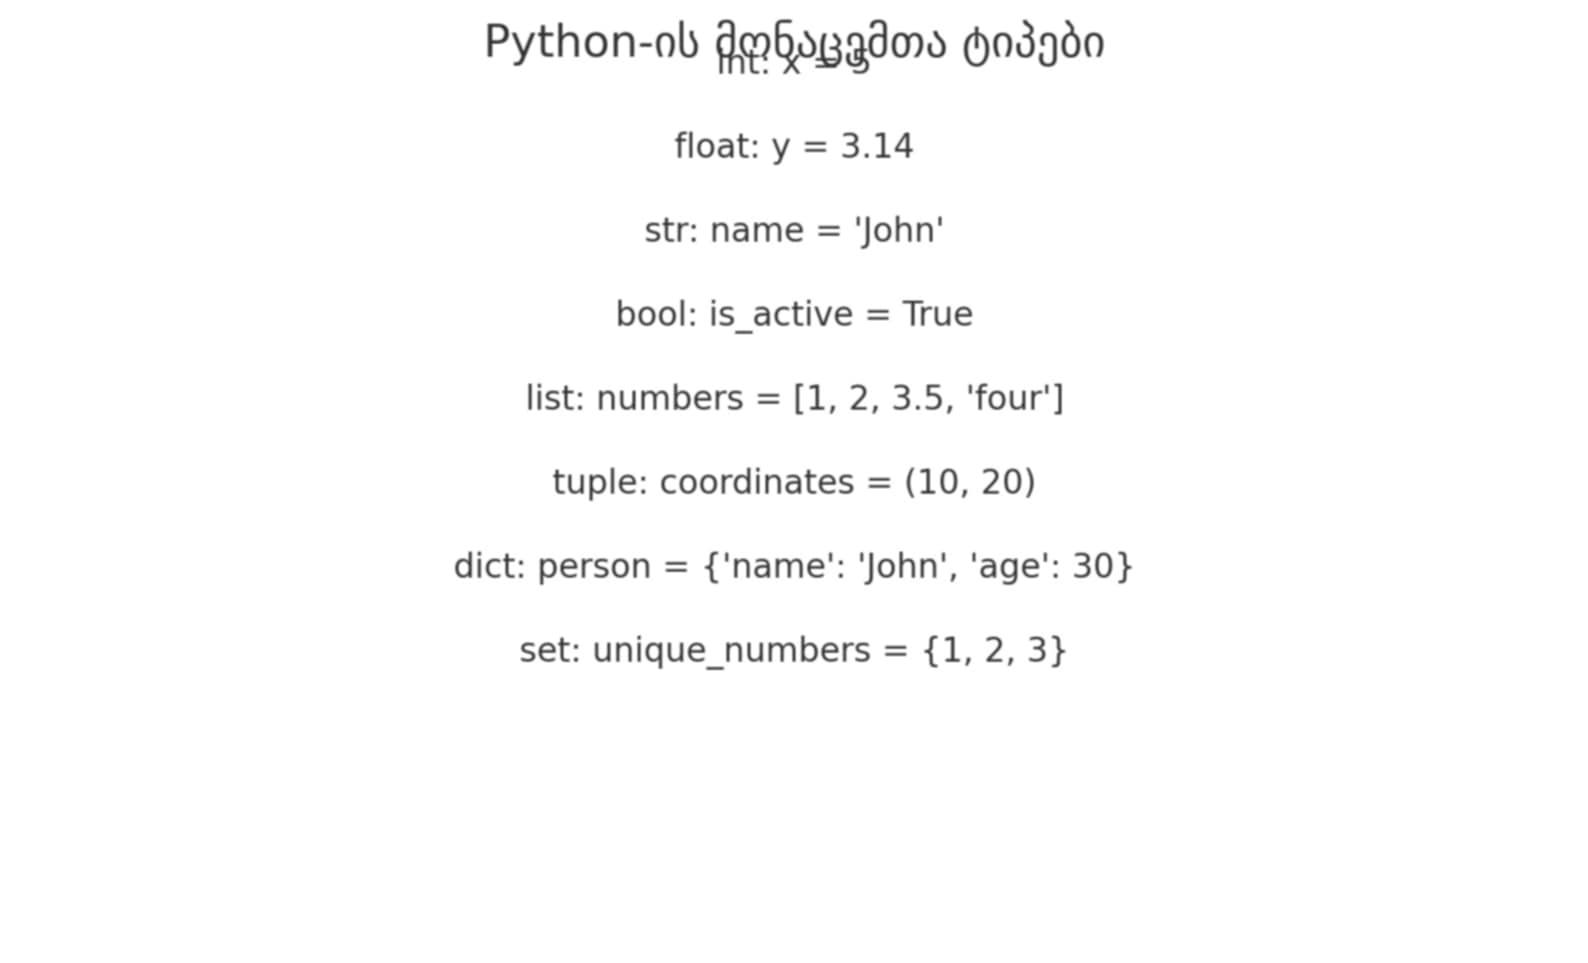 Python-ის მონაცემთა ტიპები
int: x = 5
float: y = 3.14
str: name = 'John'
bool: is_active = True
list: numbers = [1, 2, 3.5, 'four']
tuple: coordinates = (10, 20)
dict: person = {'name': 'John', 'age': 30}
set: unique_numbers = {1, 2, 3}